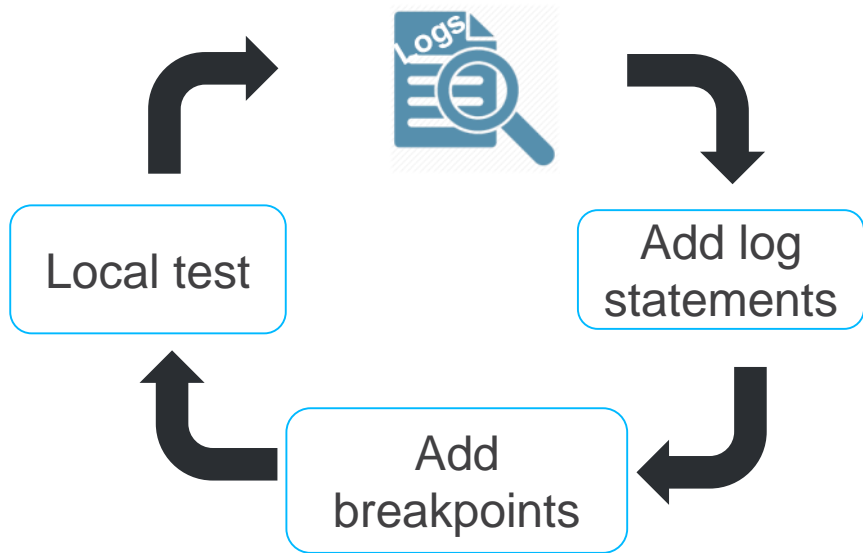 Logs
Local test
Add log
statements
Add
breakpoints